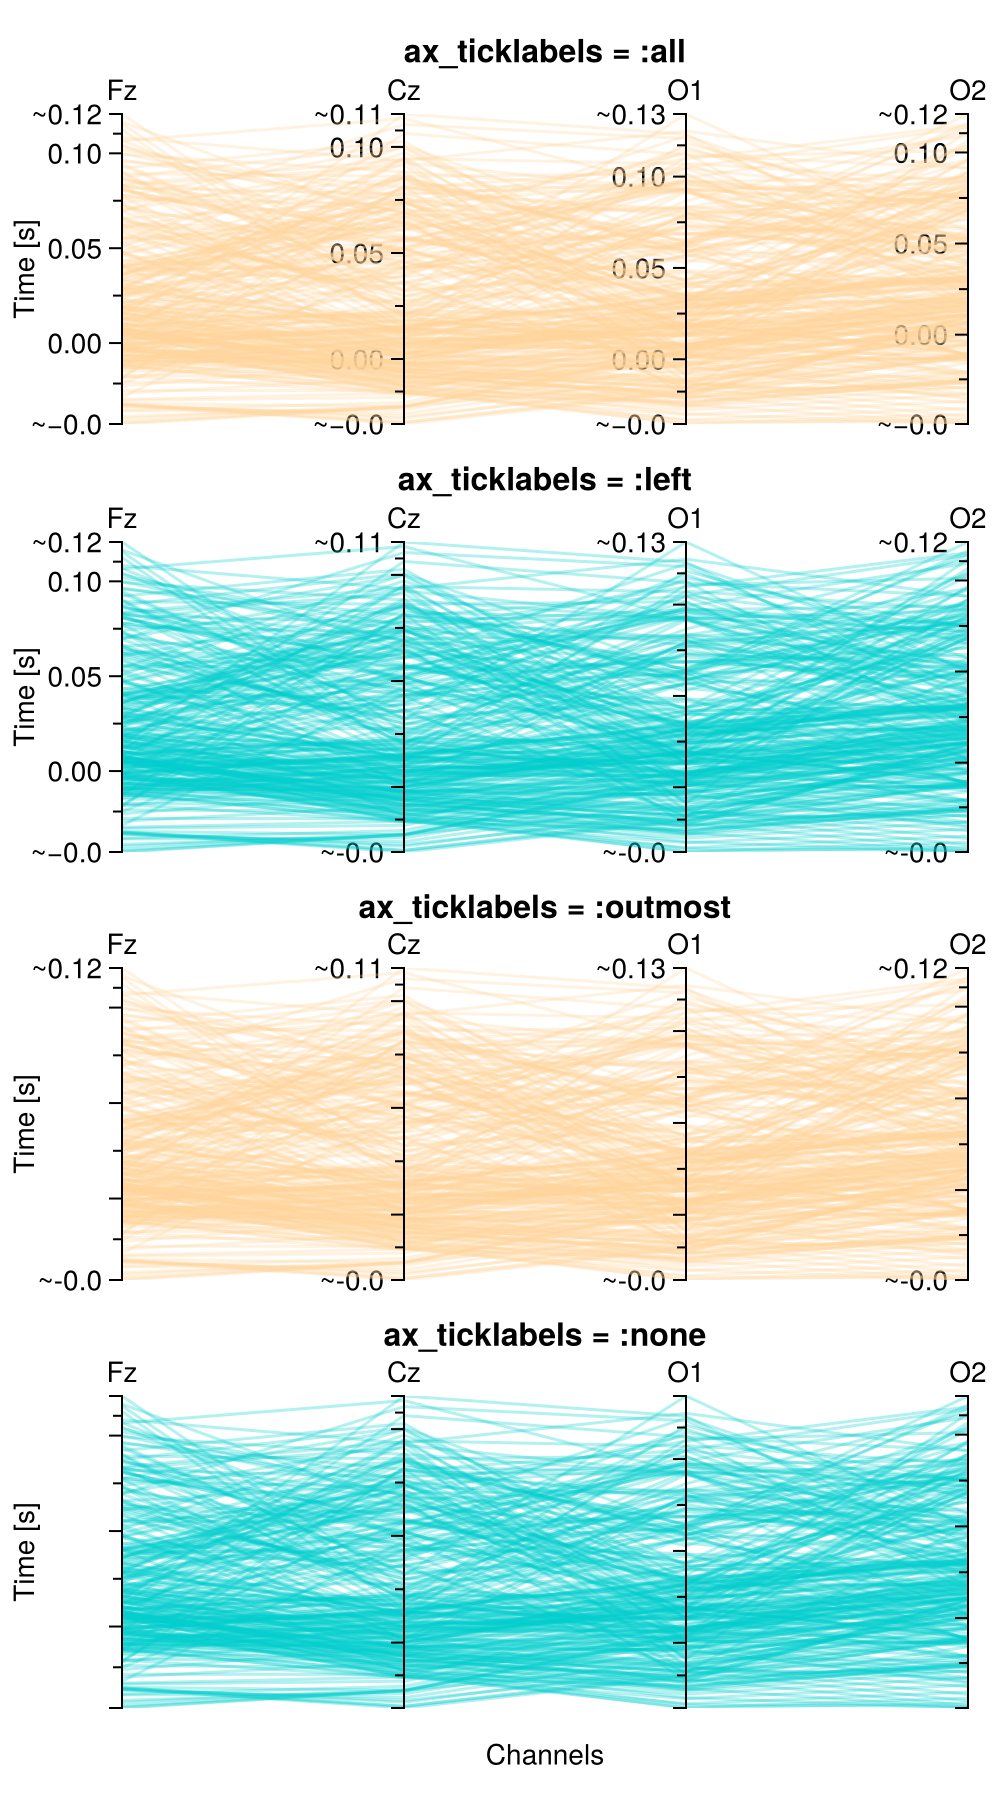 ax_ticklabels = :all
Fz Cz O1 O2
~0.12 ~0.11 ~0.13 ~0.12
0.10 0.10 0.10 0.10
0.05 0.05 0.05 0.05
0.00 0.00 0.00 0.00
~−0.0 ~−0.0 ~−0.0 ~−0.0
Time [s]
ax_ticklabels = :left
Fz Cz O1 O2
~0.12 ~0.11 ~0.13 ~0.12
0.10
0.05
0.00
~−0.0 ~-0.0 ~-0.0 ~-0.0
Time [s]
ax_ticklabels = :outmost
Fz Cz O1 O2
~0.12 ~0.11 ~0.13 ~0.12
~-0.0 ~-0.0 ~-0.0 ~-0.0
Time [s]
ax_ticklabels = :none
Fz Cz O1 O2
Time [s]
Channels